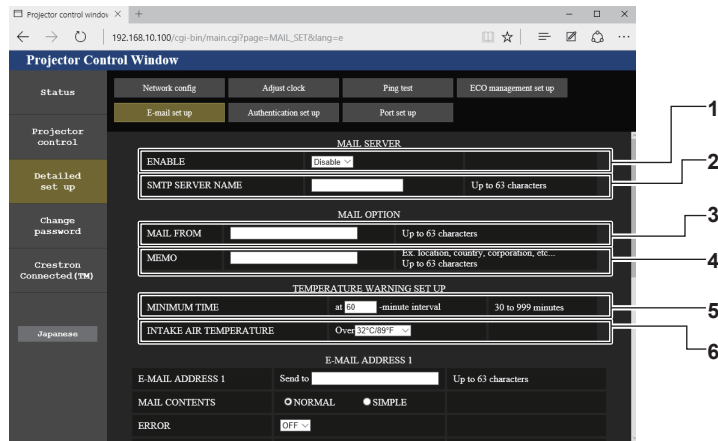 Projector control window
192.168.10.100/cgi-bin/main.cgi?page=MAIL_SET&lang=e
Projector Control Window
Status
Projector control
Detailed set up
Change password
Crestron Connected(TM)
Japanese
Network config Adjust clock Ping test ECO management set up
E-mail set up Authentication set up Port set up
MAIL SERVER
ENABLE Disable
1
SMTP SERVER NAME Up to 63 characters
2
MAIL OPTION
MAIL FROM Up to 63 characters
3
MEMO Ex. location, country, corporation, etc...
Up to 63 characters
4
TEMPERATURE WARNING SET UP
MINIMUM TIME at 60 -minute interval 30 to 999 minutes
5
INTAKE AIR TEMPERATURE Over 32°C/89°F
6
E-MAIL ADDRESS 1
E-MAIL ADDRESS 1 Send to Up to 63 characters
MAIL CONTENTS NORMAL SIMPLE
ERROR OFF